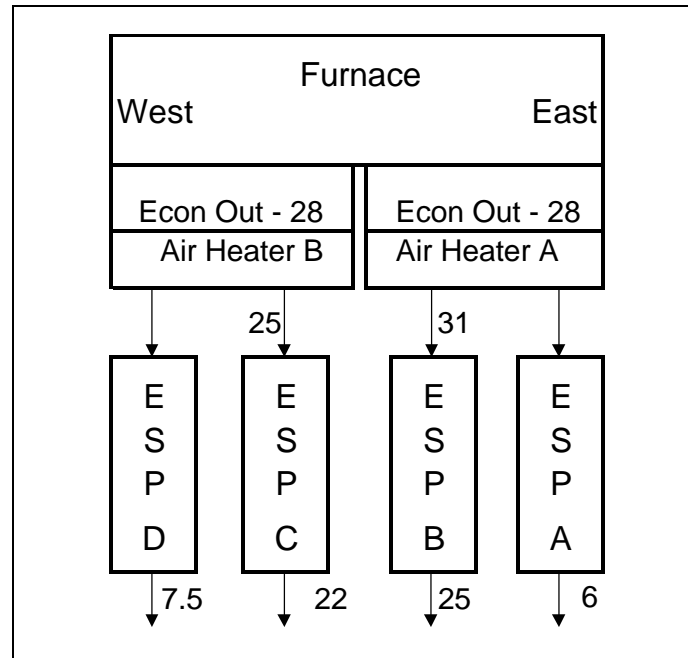 Furnace
West East
Econ Out - 28 Econ Out - 28
Air Heater B Air Heater A
25 31
E E E E
S S S S
P P P P
D C B A
7.5 22 25 6